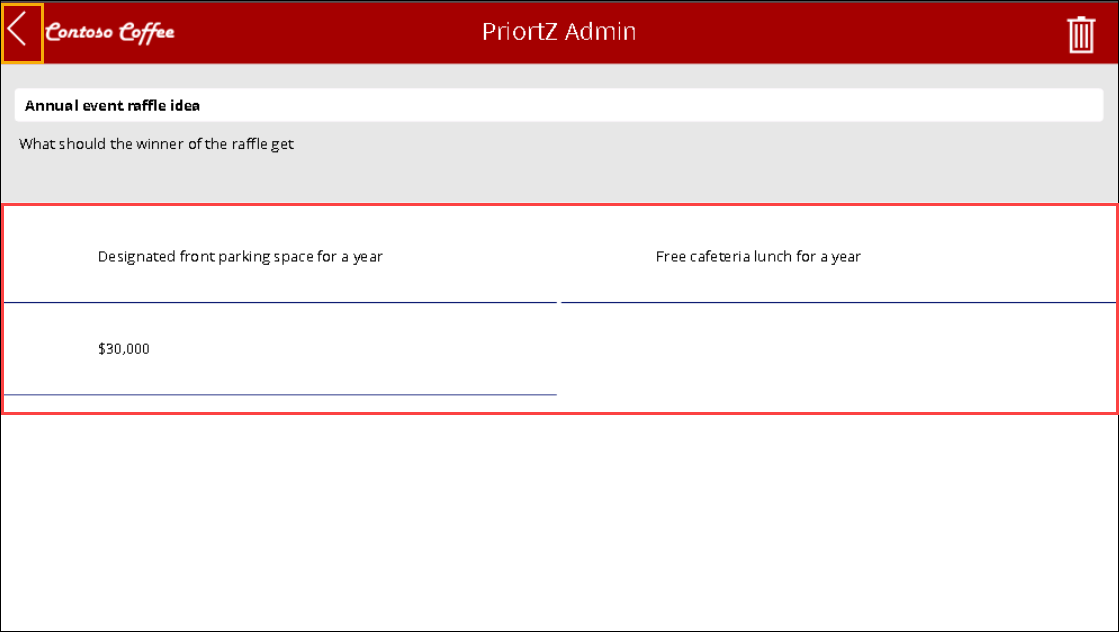 Contoso Coffee
PriortZ Admin
Annual event raffle idea
What should the winner of the raffle get
Designated front parking space for a year
Free cafeteria lunch for a year
$30,000